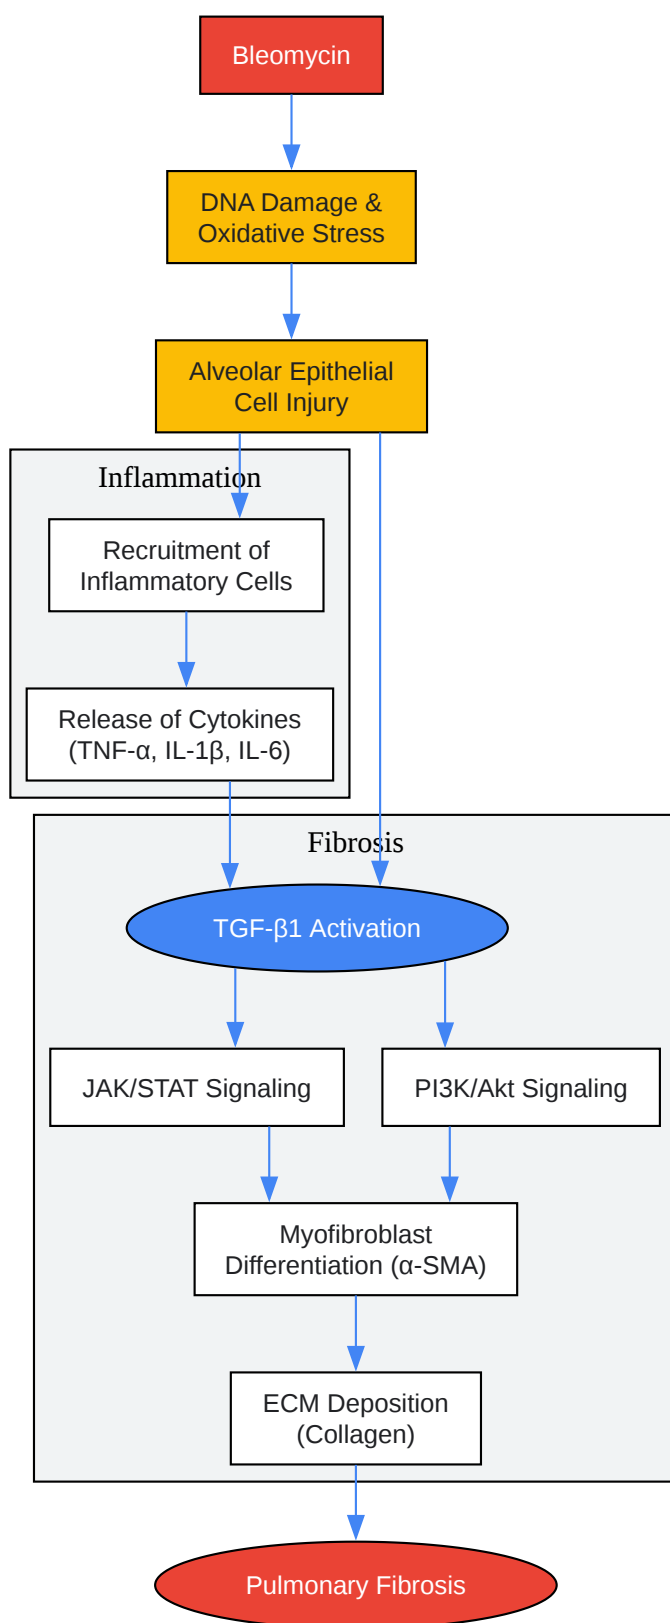 Bleomycin
DNA Damage &
Oxidative Stress
Alveolar Epithelial
Cell Injury
Inflammation
Recruitment of
Inflammatory Cells
Release of Cytokines
(TNF-α, IL-1β, IL-6)
Fibrosis
TGF-β1 Activation
JAK/STAT Signaling
PI3K/Akt Signaling
Myofibroblast
Differentiation (α-SMA)
ECM Deposition
(Collagen)
Pulmonary Fibrosis